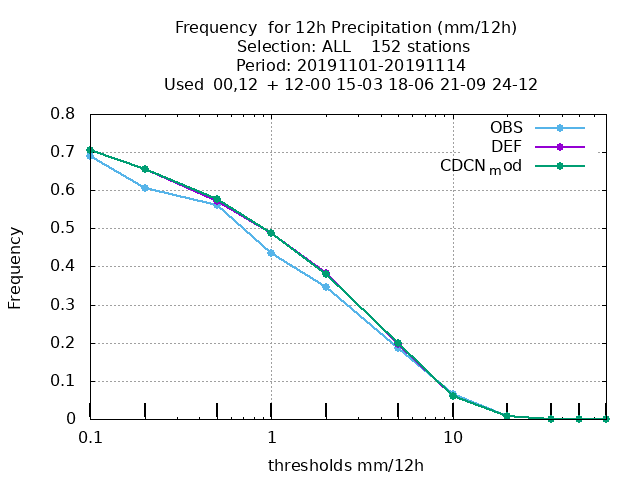 Frequency  for 12h Precipitation (mm/12h)
Selection: ALL    152 stations
Period: 20191101-20191114
Used  00,12  + 12-00 15-03 18-06 21-09 24-12
OBS
DEF
CDCNmod
0.8
0.7
0.6
0.5
0.4
0.3
0.2
0.1
0
Frequency
0.1
1
10
thresholds mm/12h